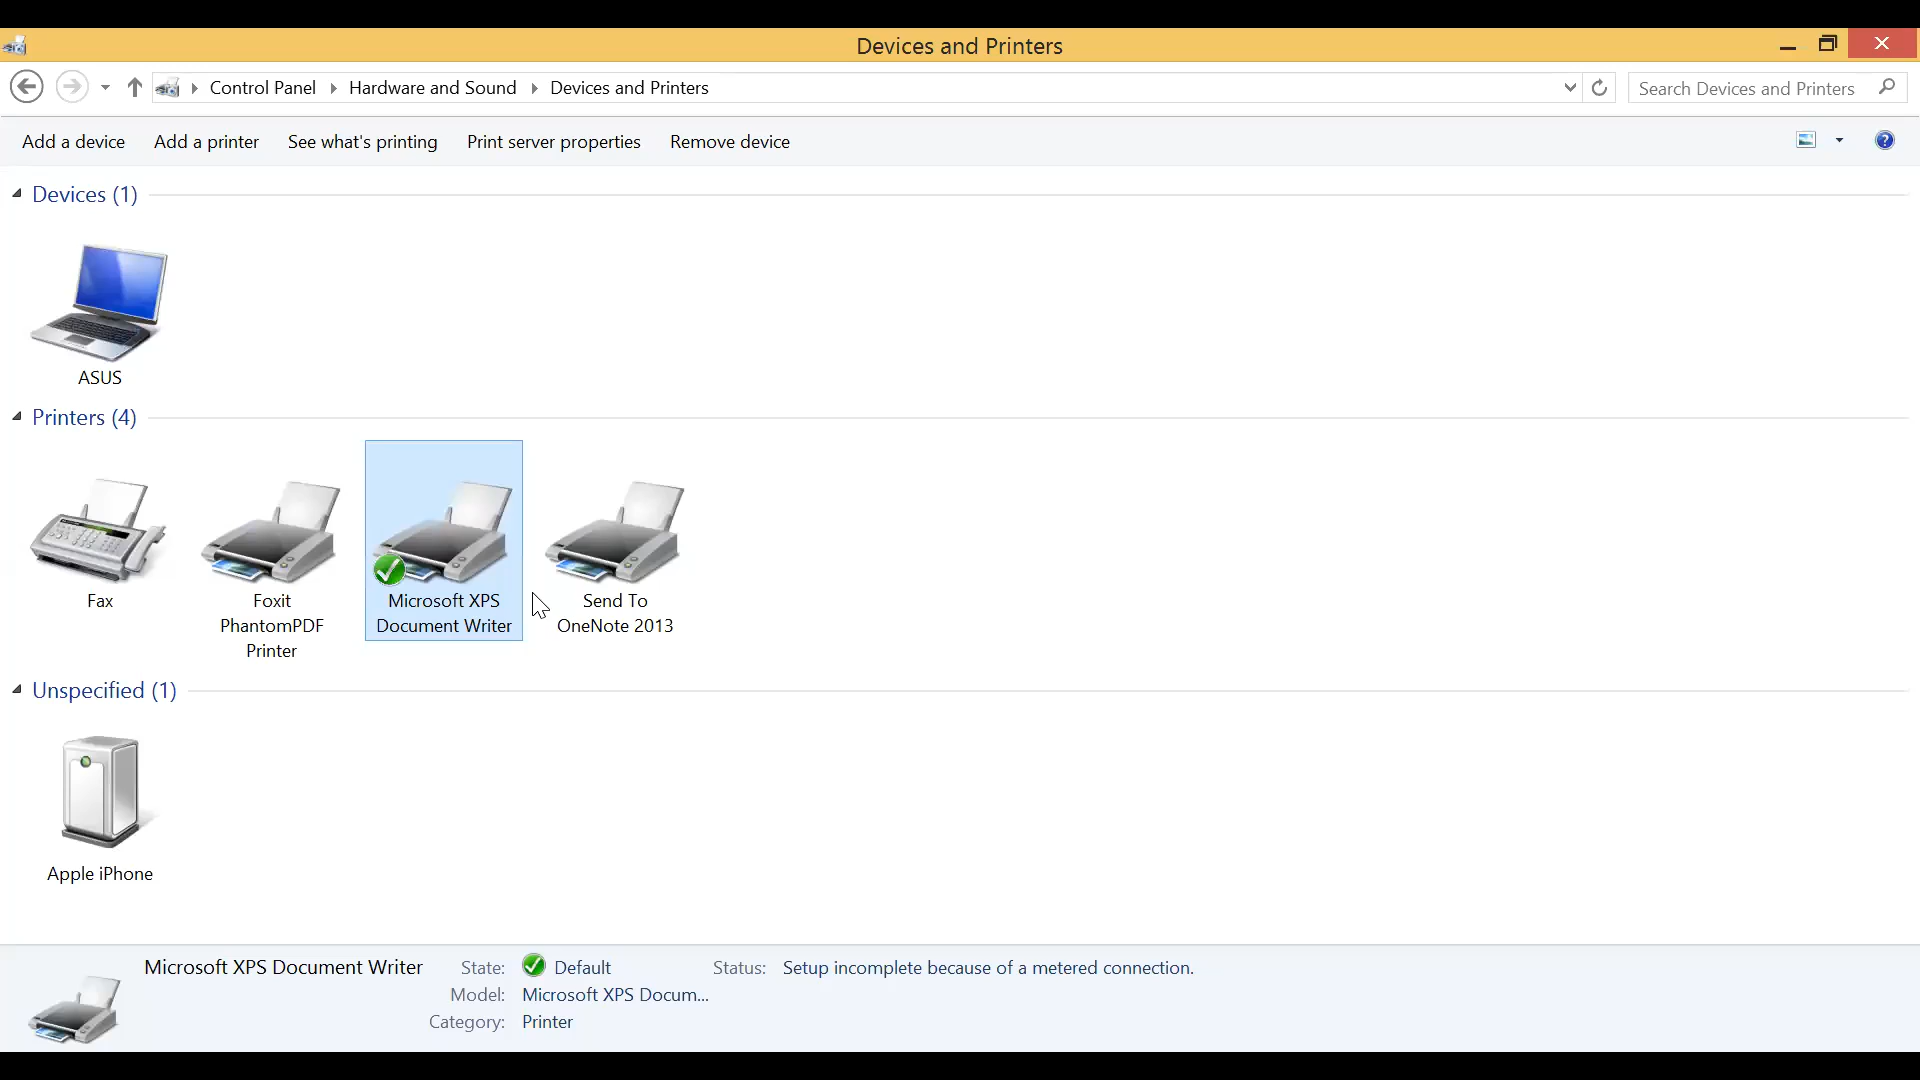 Devices and Printers
Control Panel Hardware and Sound Devices and Printers
Search Devices and Printers
Add a device Add a printer See what's printing Print server properties Remove device
Devices (1)
ASUS
Printers (4)
Fax
Foxit
PhantomPDF
Printer
Microsoft XPS
Document Writer
Send To
OneNote 2013
Unspecified (1)
Apple iPhone
Microsoft XPS Document Writer State: Default Status: Setup incomplete because of a metered connection.
Model: Microsoft XPS Docum...
Category: Printer